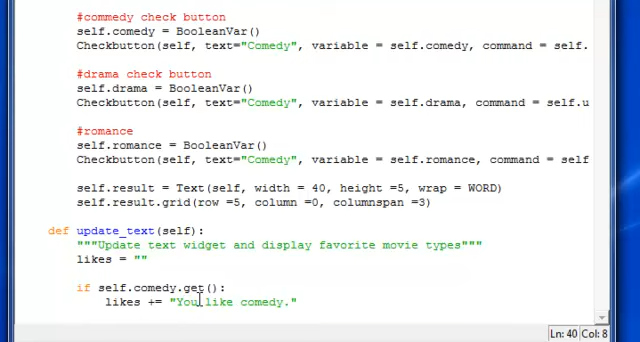 #commedy check button
self.comedy = BooleanVar()
Checkbutton(self, text="Comedy", variable = self.comedy, command = self.
#drama check button
self.drama = BooleanVar()
Checkbutton(self, text="Comedy", variable = self.drama, command = self.u
#romance
self.romance = BooleanVar()
Checkbutton(self, text="Comedy", variable = self.romance, command = self
self.result = Text(self, width = 40, height =5, wrap = WORD)
self.result.grid(row =5, column =0, columnspan =3)
def update_text(self):
"""Update text widget and display favorite movie types"""
likes = ""
if self.comedy.get():
likes += "You like comedy."
Ln: 40 Col: 8